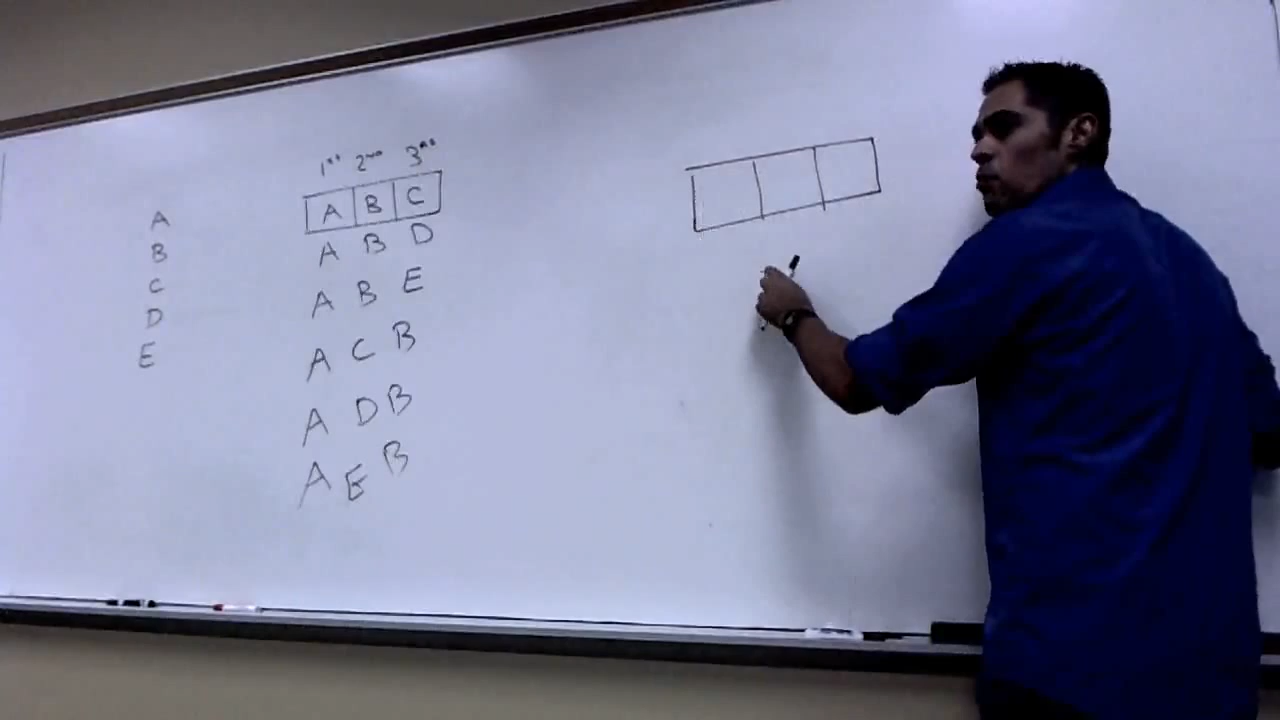 A
B
C
D
E
1ST 2ND 3RD
A B C
A B D
A B E
A C B
A D B
A E B